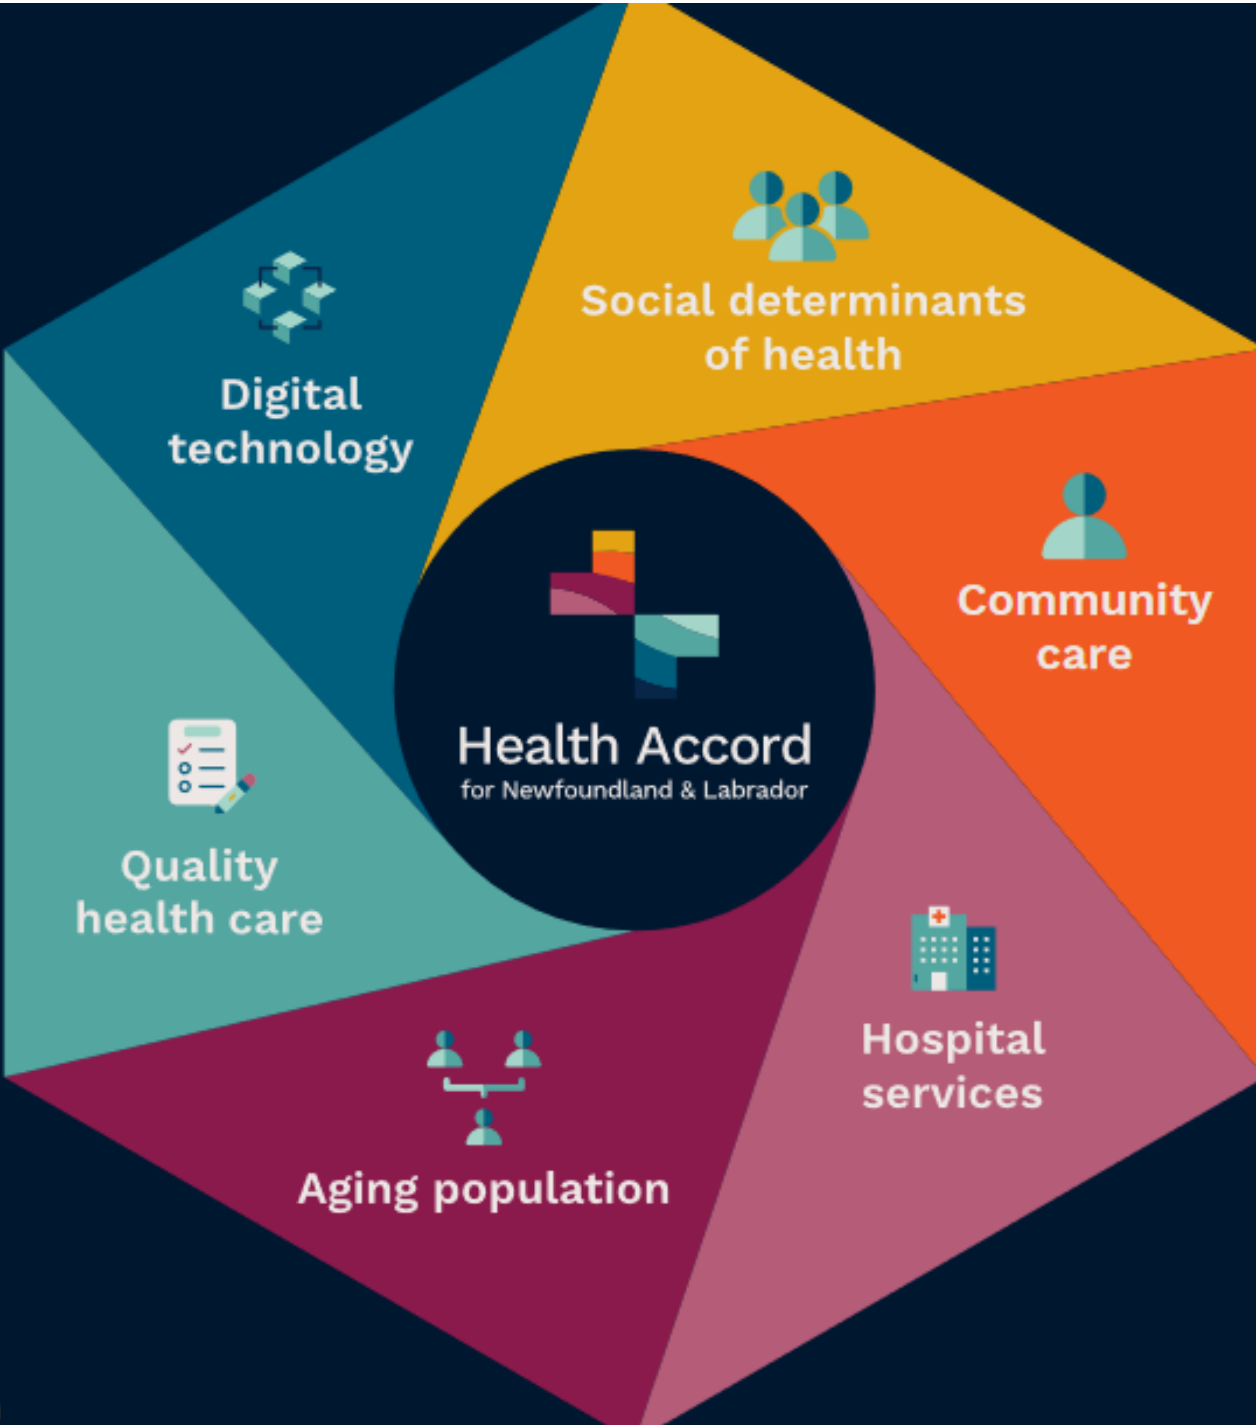 Social determinants
of health
Digital
technology
Community
care
Health Accord
for Newfoundland & Labrador
Quality
health care
Hospital
services
Aging population